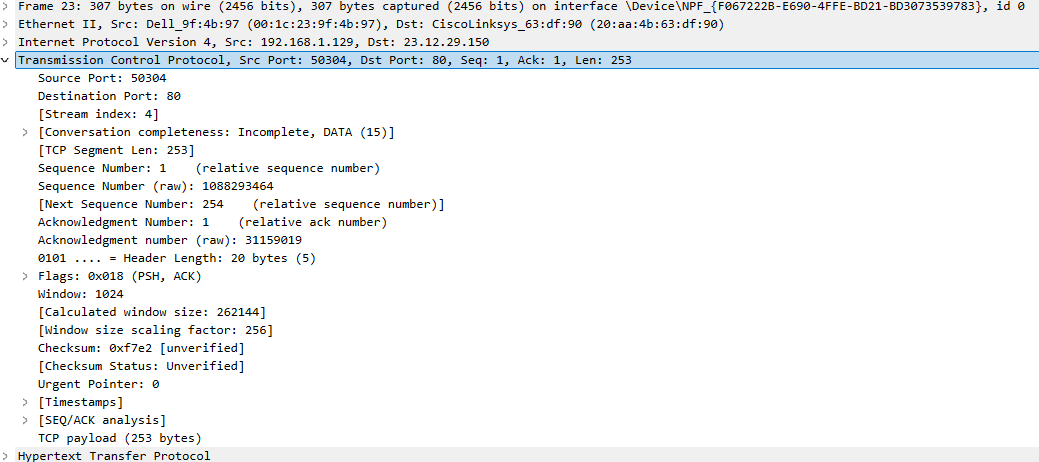 Frame 23: 307 bytes on wire (2456 bits), 307 bytes captured (2456 bits) on interface \Device\NPF_{F067222B-E690-4FFE-BD21-BD3073539783}, id 0
Ethernet II, Src: Dell_9f:4b:97 (00:1c:23:9f:4b:97), Dst: CiscoLinksys_63:df:90 (20:aa:4b:63:df:90)
Internet Protocol Version 4, Src: 192.168.1.129, Dst: 23.12.29.150
Transmission Control Protocol, Src Port: 50304, Dst Port: 80, Seq: 1, Ack: 1, Len: 253
Source Port: 50304
Destination Port: 80
[Stream index: 4]
[Conversation completeness: Incomplete, DATA (15)]
[TCP Segment Len: 253]
Sequence Number: 1    (relative sequence number)
Sequence Number (raw): 1088293464
[Next Sequence Number: 254    (relative sequence number)]
Acknowledgment Number: 1    (relative ack number)
Acknowledgment number (raw): 31159019
0101 .... = Header Length: 20 bytes (5)
Flags: 0x018 (PSH, ACK)
Window: 1024
[Calculated window size: 262144]
[Window size scaling factor: 256]
Checksum: 0xf7e2 [unverified]
[Checksum Status: Unverified]
Urgent Pointer: 0
[Timestamps]
[SEQ/ACK analysis]
TCP payload (253 bytes)
Hypertext Transfer Protocol